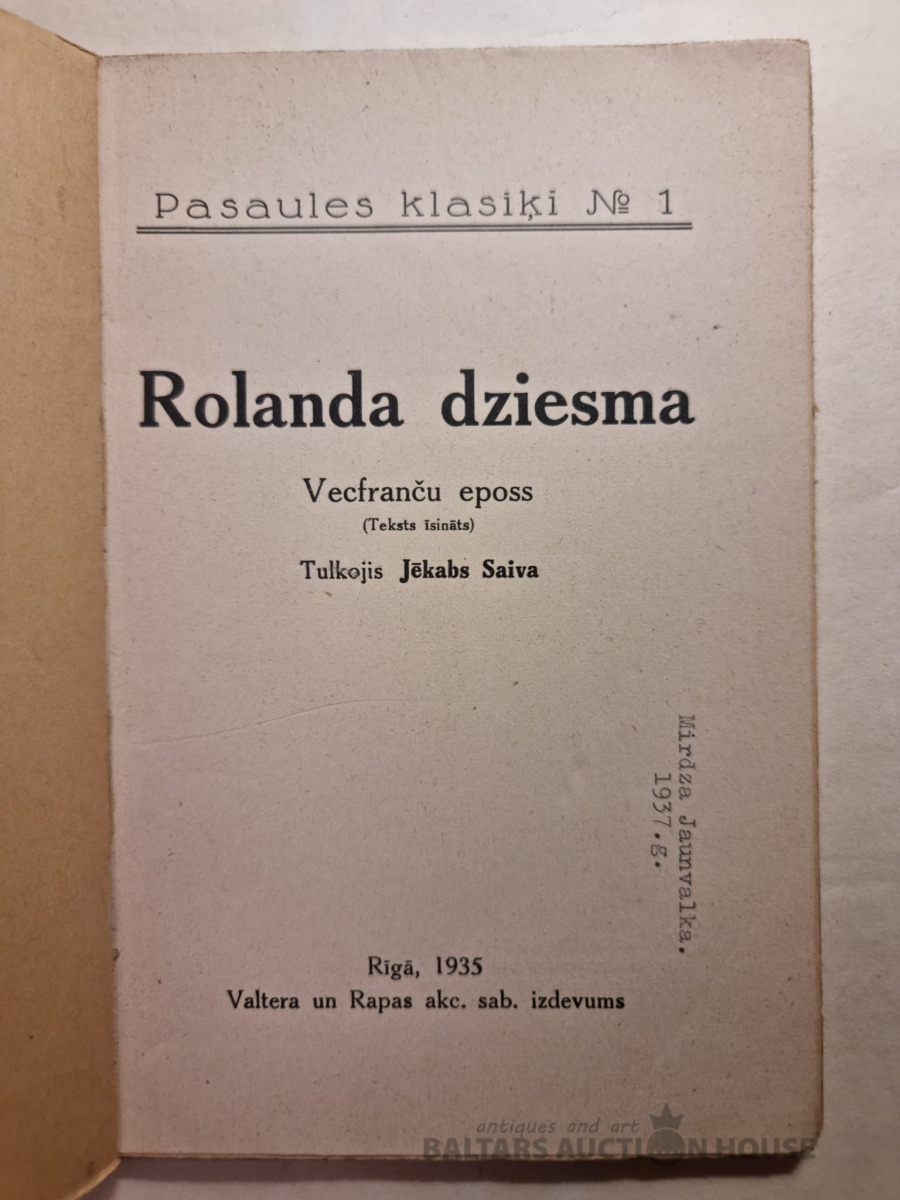 Pasaules klasiķi № 1
Rolanda dziesma
Vecfranču eposs
(Teksts īsināts)
Tulkojis Jēkabs Saiva
Mirdza Jaunvalka.
1937.g.
Rīgā, 1935
Valtera un Rapas akc. sab. izdevums
antiques and art
BALTARS AUCTION HOUSE